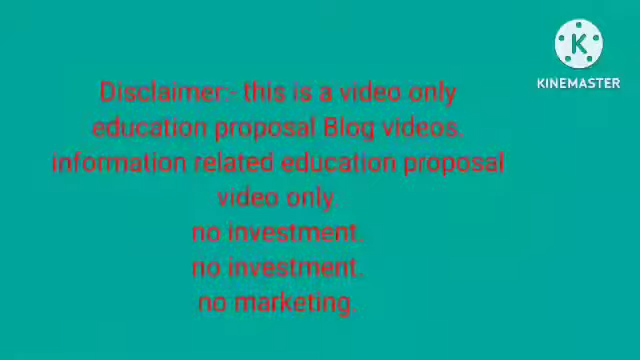 Disclaimer:- this is a video only
education proposal Blog videos.
information related education proposal
video only.
no investment.
no investment.
no marketing.
K
KINEMASTER